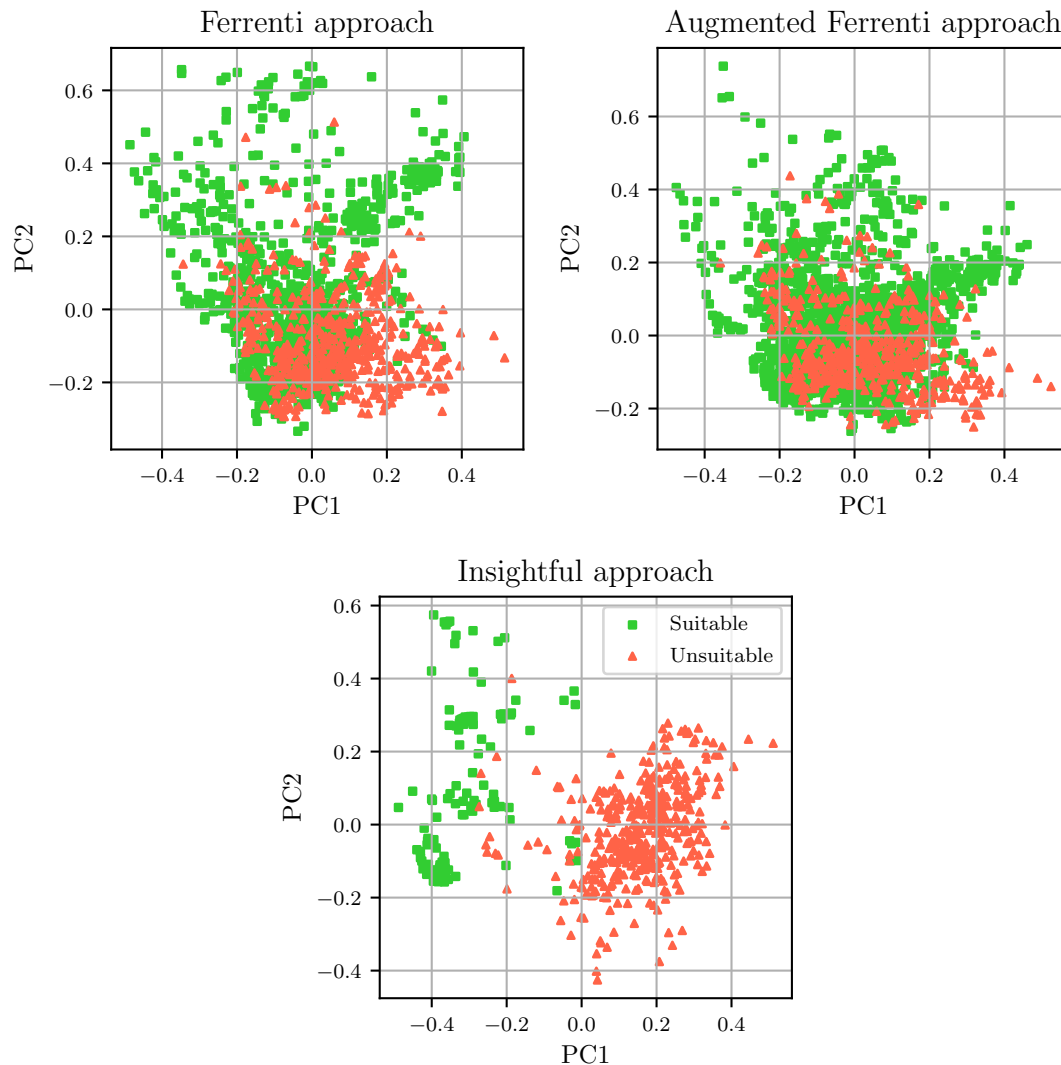 Ferrenti approach
0.6
0.4
0.2
0.0
−0.2
PC2
−0.4 −0.2 0.0 0.2 0.4
PC1
Augmented Ferrenti approach
0.6
0.4
0.2
0.0
−0.2
PC2
−0.4 −0.2 0.0 0.2 0.4
PC1
Insightful approach
0.6
0.4
0.2
0.0
−0.2
−0.4
PC2
Suitable
Unsuitable
−0.4 −0.2 0.0 0.2 0.4
PC1